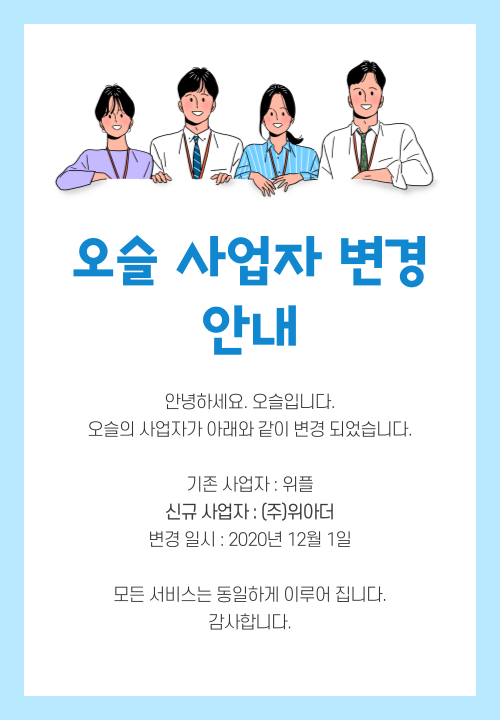 오슬 사업자 변경
안내
안녕하세요. 오슬입니다.
오슬의 사업자가 아래와 같이 변경 되었습니다.
기존 사업자 : 위플
신규 사업자 : (주)위아더
변경 일시 : 2020년 12월 1일
모든 서비스는 동일하게 이루어 집니다.
감사합니다.